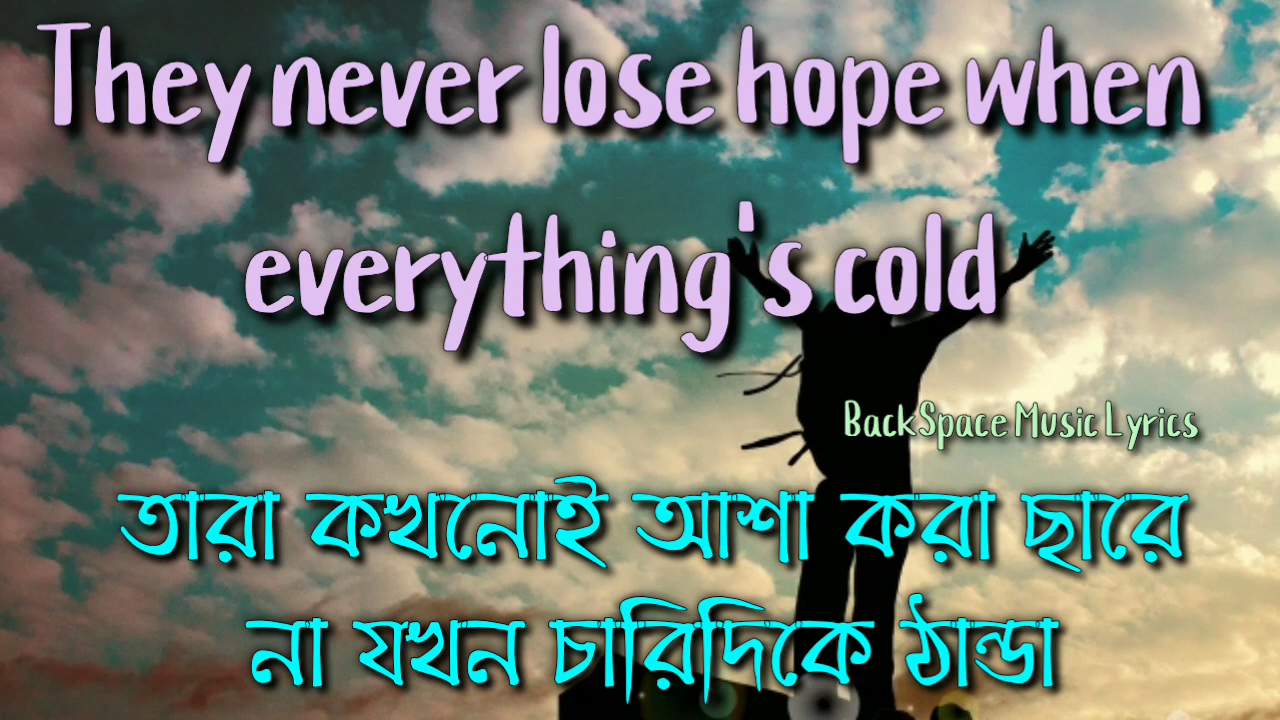 They never lose hope when
everything's cold
BackSpace Music Lyrics
তারা কখনোই আশা করা ছারে
না যখন চারিদিকে ঠান্ডা